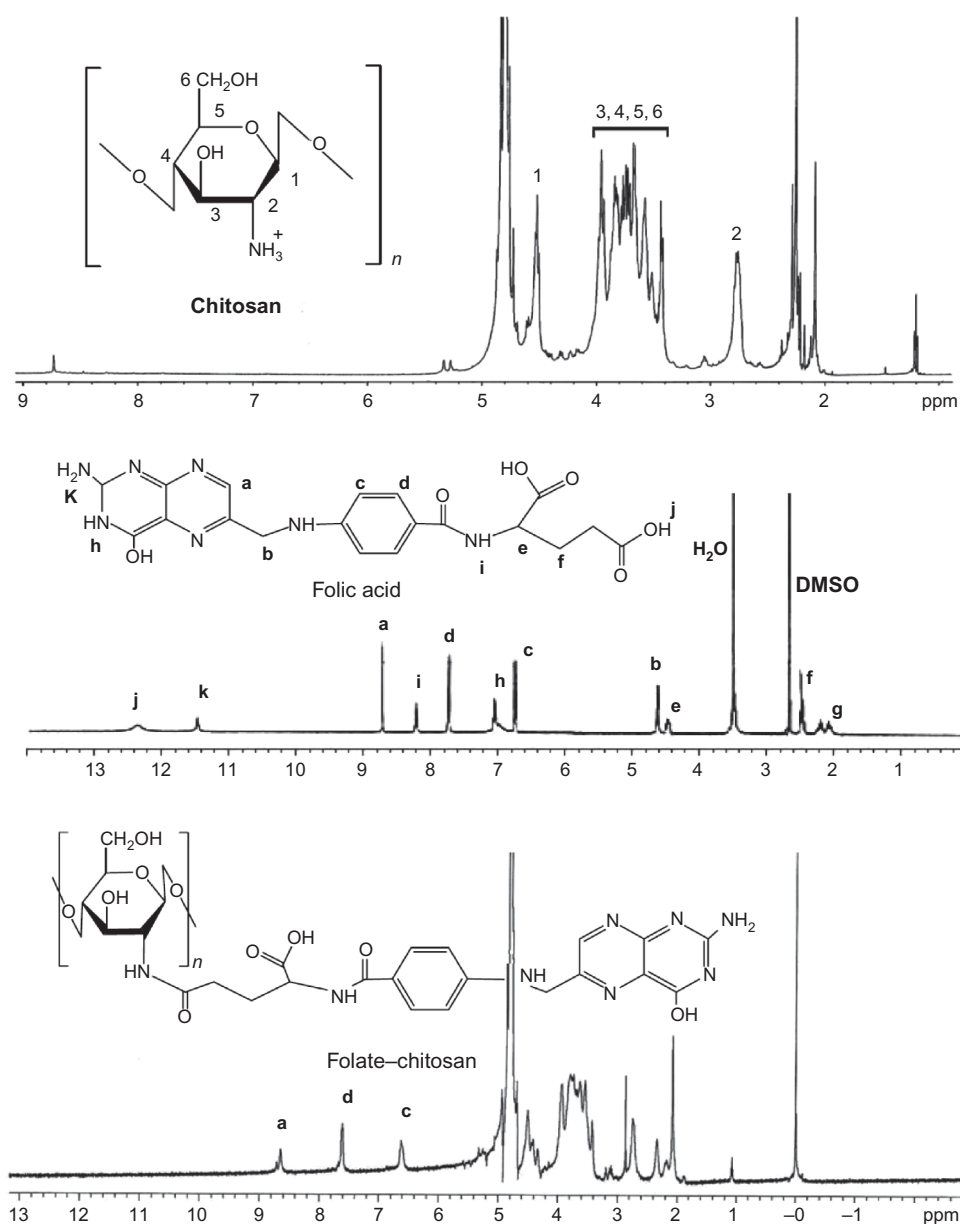 6 CH₂OH
5
O
O
4
OH
O
1
3
2
NH₃⁺
n
Chitosan
1
3, 4, 5, 6
2
9 8 7 6 5 4 3 2 ppm
H₂N
K
N
N
a
HN
h
N
N
OH
b
NH
c
d
O
N
H
i
HO
O
e
f
OH
j
O
Folic acid
H₂O
DMSO
j
k
a
i
d
h
c
b
e
f
g
13 12 11 10 9 8 7 6 5 4 3 2 1 0
CH₂OH
O
OH
O
O
n
NH
O
O
OH
NH
O
NH
N
N
N
N
NH₂
OH
Folate–chitosan
a
d
c
13 12 11 10 9 8 7 6 5 4 3 2 1 –0 –1 ppm